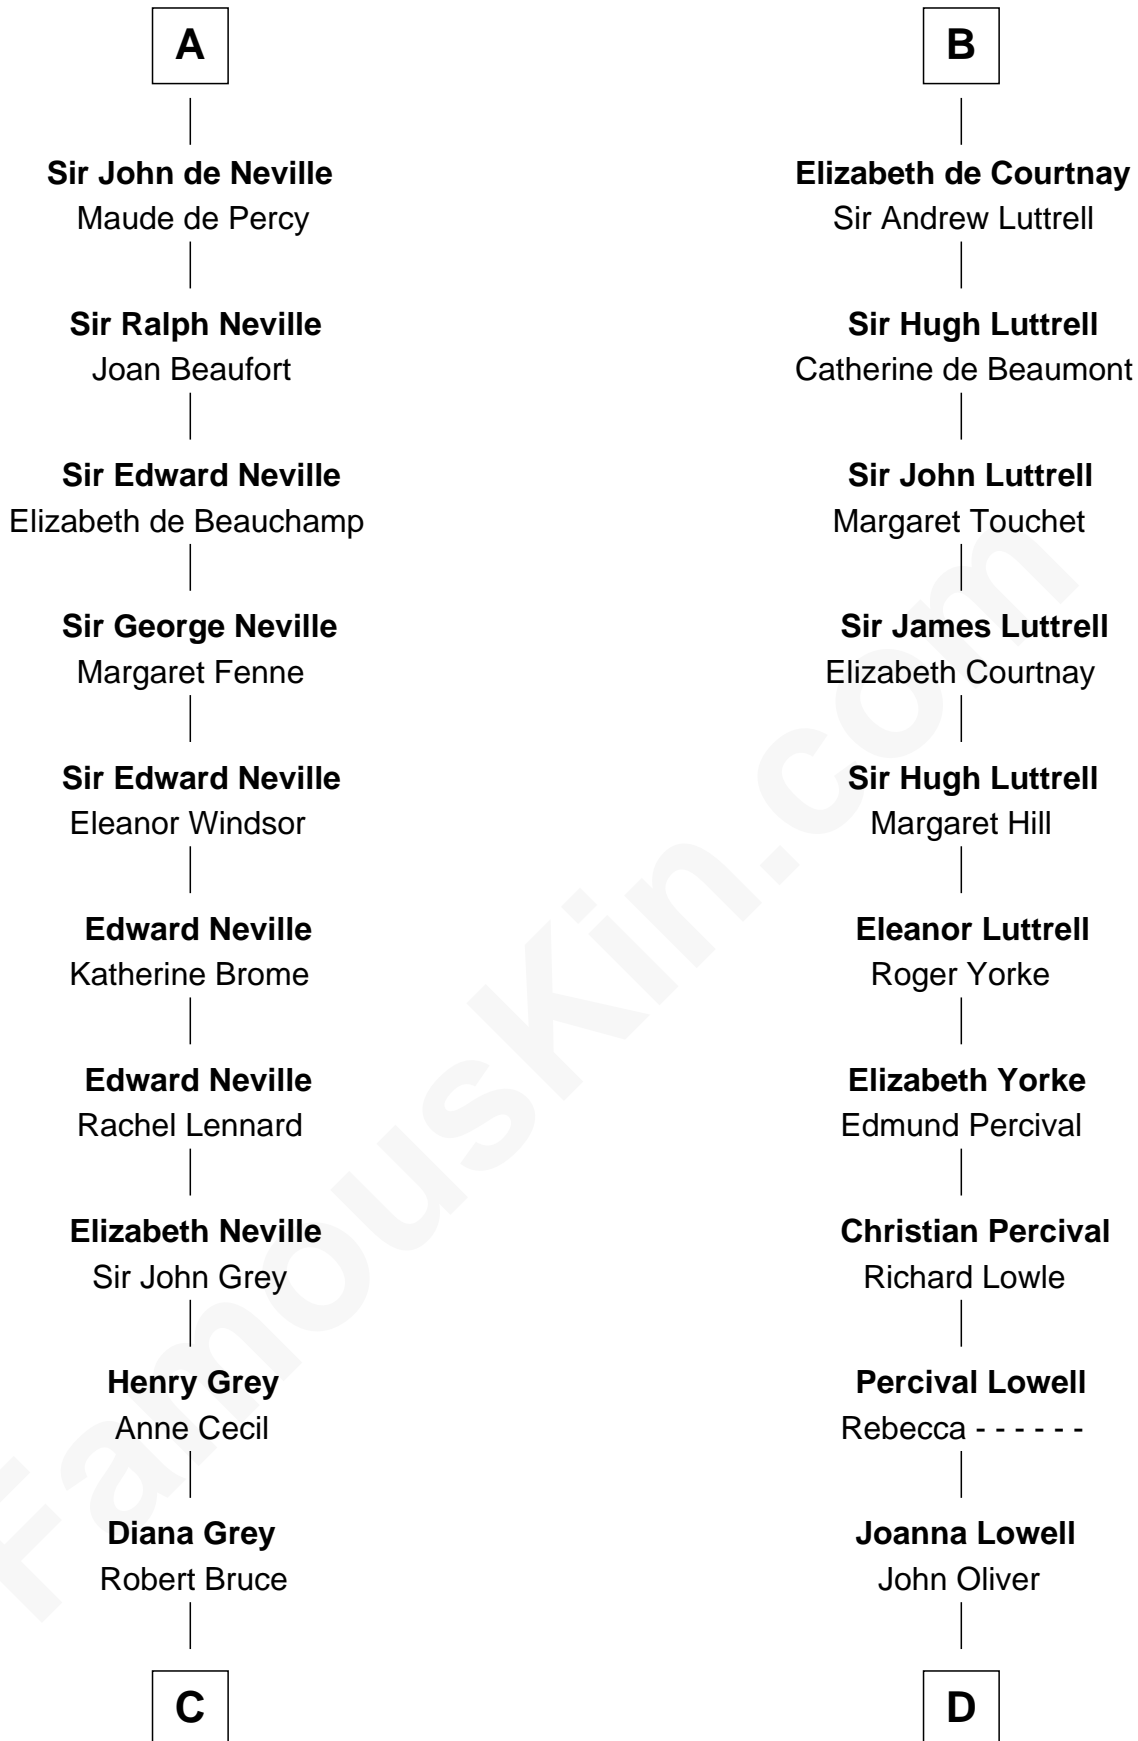 A
Sir John de Neville
Maude de Percy
Sir Ralph Neville
Joan Beaufort
Sir Edward Neville
Elizabeth de Beauchamp
Sir George Neville
Margaret Fenne
Sir Edward Neville
Eleanor Windsor
Edward Neville
Katherine Brome
Edward Neville
Rachel Lennard
Elizabeth Neville
Sir John Grey
Henry Grey
Anne Cecil
Diana Grey
Robert Bruce
C
B
Elizabeth de Courtnay
Sir Andrew Luttrell
Sir Hugh Luttrell
Catherine de Beaumont
Sir John Luttrell
Margaret Touchet
Sir James Luttrell
Elizabeth Courtnay
Sir Hugh Luttrell
Margaret Hill
Eleanor Luttrell
Roger Yorke
Elizabeth Yorke
Edmund Percival
Christian Percival
Richard Lowle
Percival Lowell
Rebecca - - - - - -
Joanna Lowell
John Oliver
D
FamousKin.com